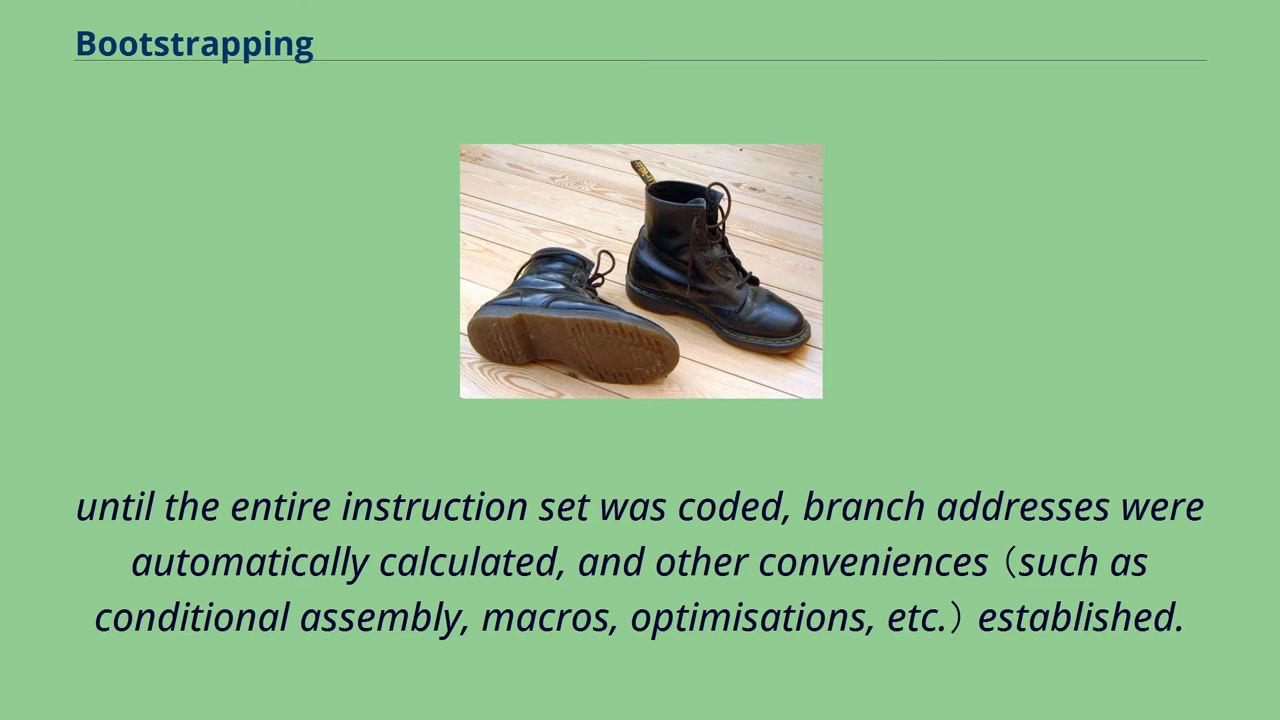 Bootstrapping
until the entire instruction set was coded, branch addresses were
automatically calculated, and other conveniences （such as
conditional assembly, macros, optimisations, etc.） established.